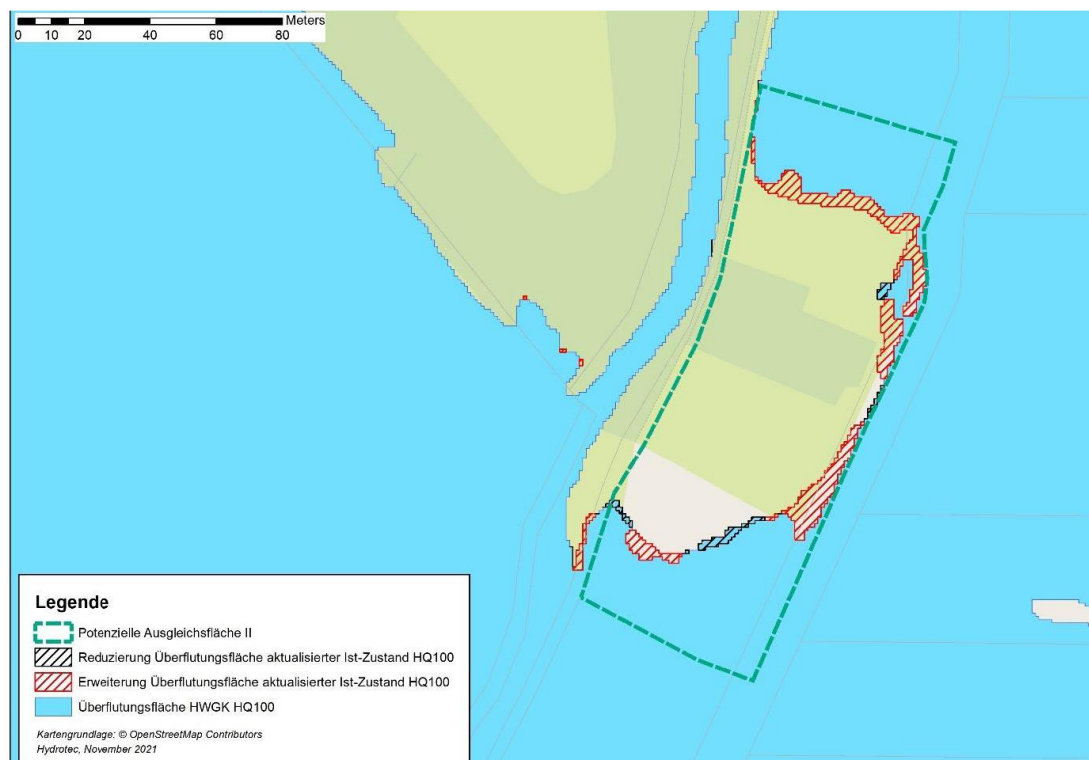 Meters
0 10 20 40 60 80
Legende
Potenzielle Ausgleichsfläche II
Reduzierung Überflutungsfläche aktualisierter Ist-Zustand HQ100
Erweiterung Überflutungsfläche aktualisierter Ist-Zustand HQ100
Überflutungsfläche HWGK HQ100
Kartengrundlage: © OpenStreetMap Contributors
Hydrotec, November 2021